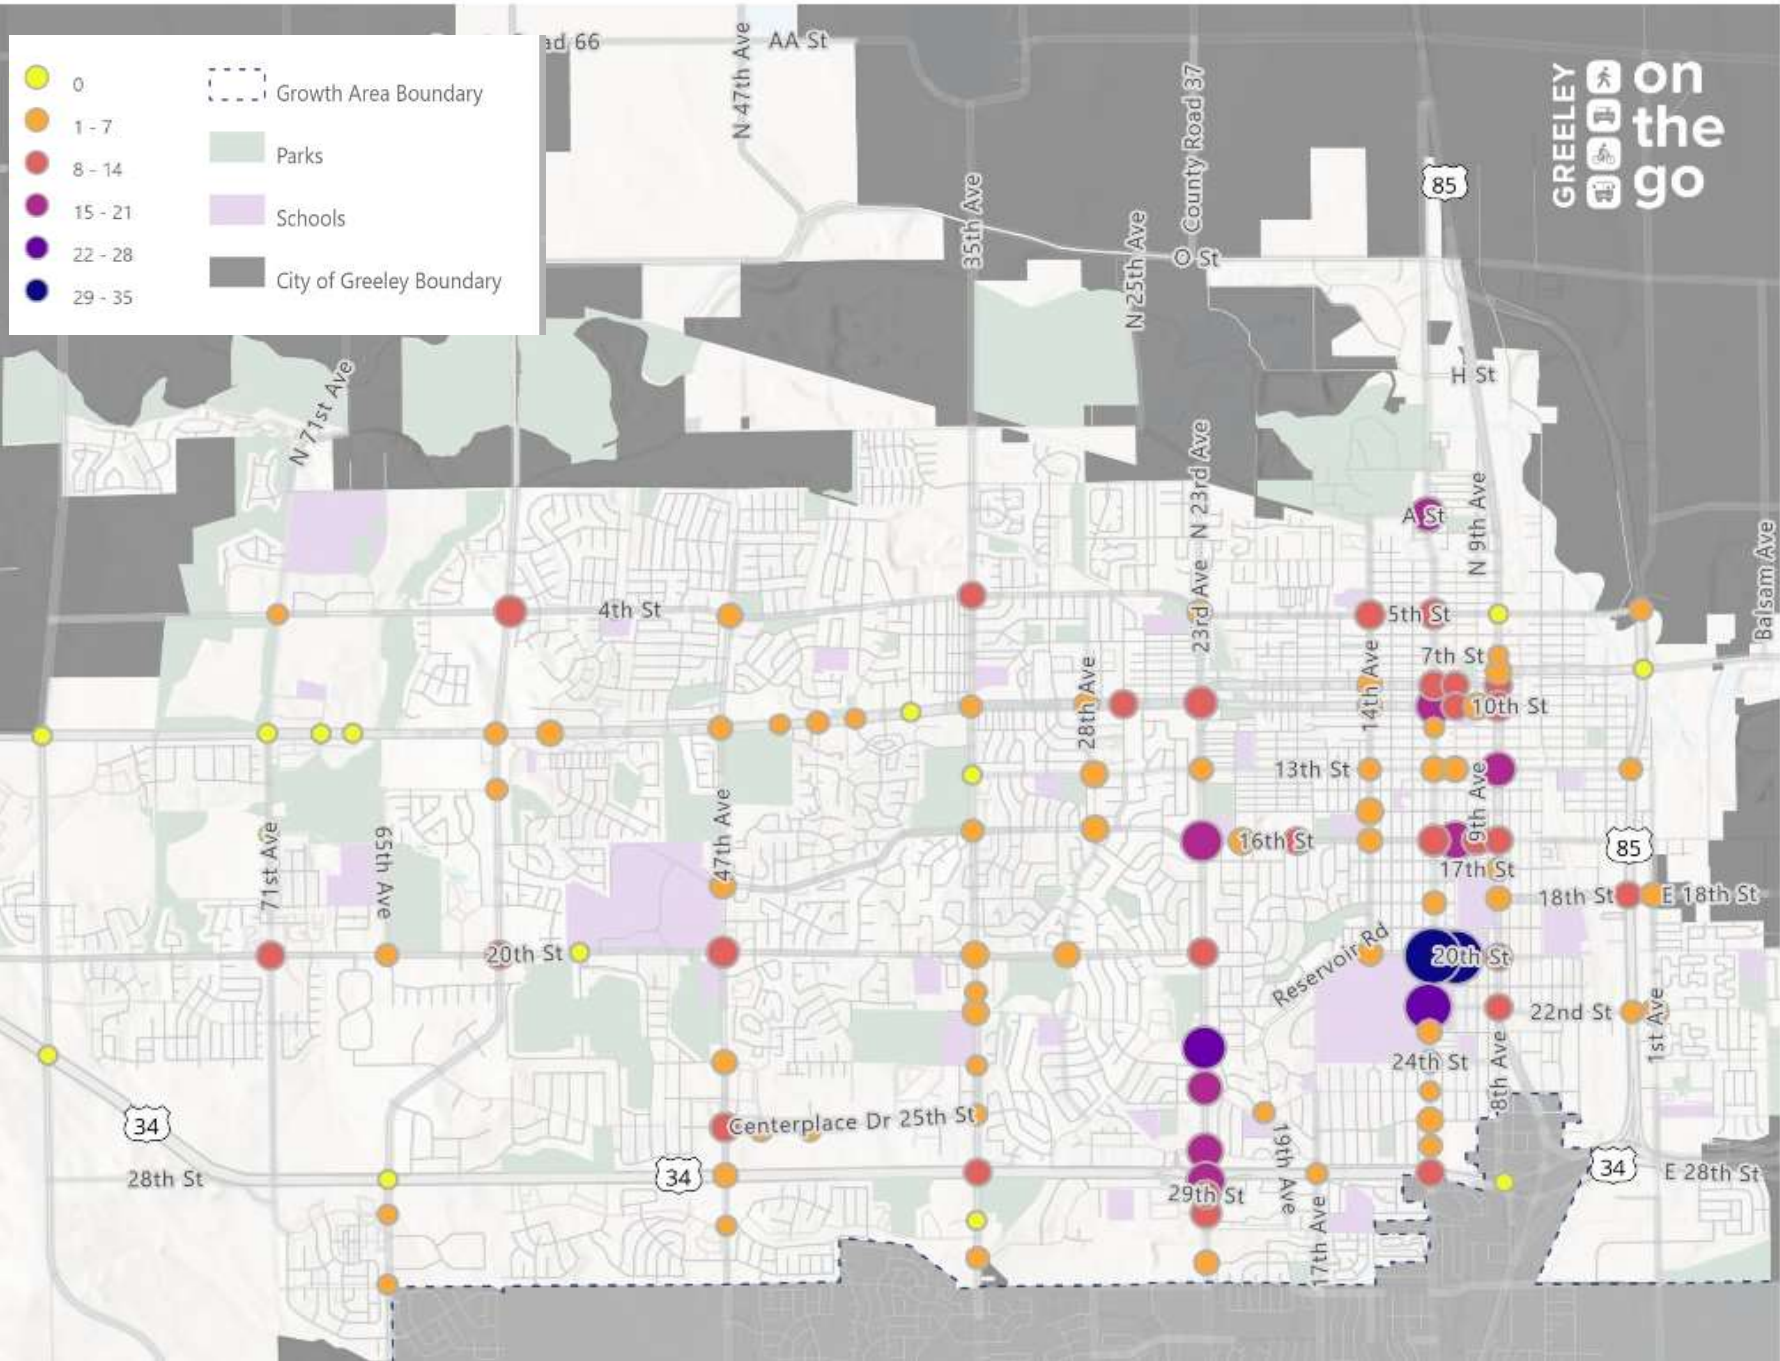 ad 66
AA St
0
1 - 7
8 - 14
15 - 21
22 - 28
29 - 35
Growth Area Boundary
Parks
Schools
City of Greeley Boundary
N 47th Ave
County Road 37
35th Ave
N 25th Ave
O St
85
GREELEY
on
the
go
H St
N 71st Ave
N 23rd Ave
A St
N 9th Ave
Balsam Ave
4th St
23rd Ave
5th St
7th St
14th Ave
28th Ave
10th St
13th St
9th Ave
47th Ave
71st Ave
65th Ave
16th St
17th St
85
18th St
E 18th St
20th St
Reservoir Rd
20th St
22nd St
1st Ave
24th St
8th Ave
34
Centerplace Dr 25th St
19th Ave
28th St
34
29th St
17th Ave
34
E 28th St